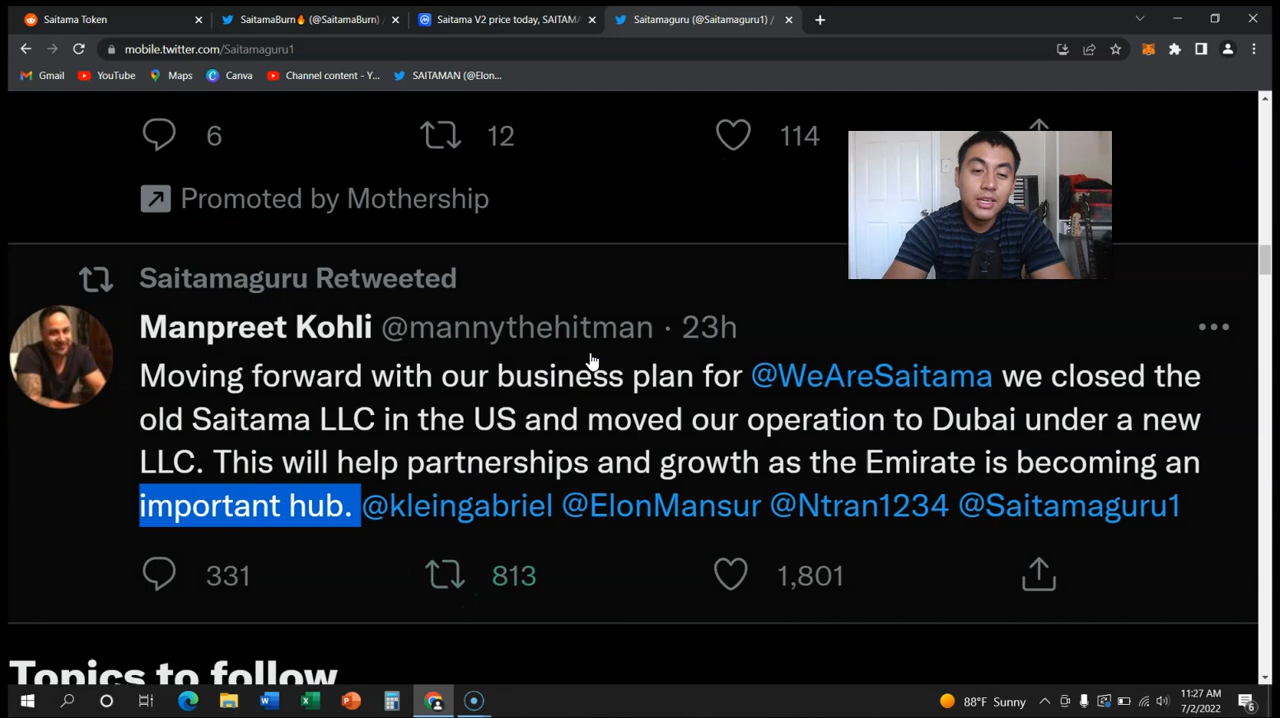 Saitama Token
SaitamaBurn🔥 (@SaitamaBurn)
Saitama V2 price today, SAITAMA
Saitamaguru (@Saitamaguru1) /
mobile.twitter.com/Saitamaguru1
Gmail
YouTube
Maps
Canva
Channel content - Y...
SAITAMAN (@Elon...
6
12
114
Promoted by Mothership
Saitamaguru Retweeted
Manpreet Kohli @mannythehitman · 23h
Moving forward with our business plan for @WeAreSaitama we closed the
old Saitama LLC in the US and moved our operation to Dubai under a new
LLC. This will help partnerships and growth as the Emirate is becoming an
important hub. @kleingabriel @ElonMansur @Ntran1234 @Saitamaguru1
331
813
1,801
Topics to follow
88°F Sunny
11:27 AM
7/2/2022
6